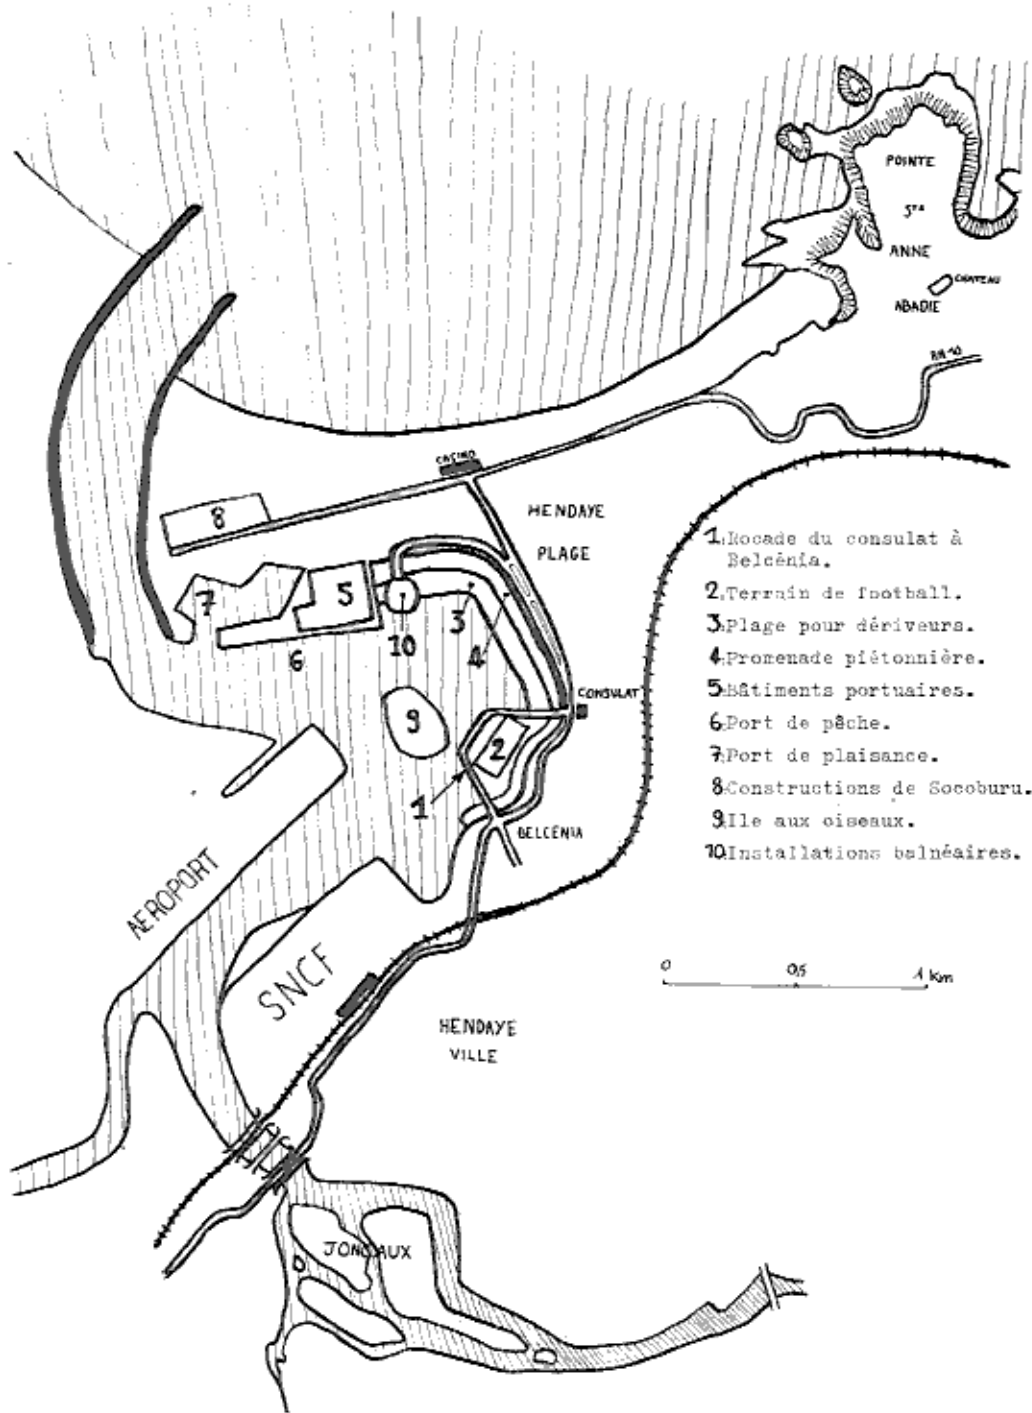 POINTE
Sta
ANNE
CHATEAU
ABADIE
RN 10
CASINO
HENDAYE
PLAGE
8
7
5
6
10
3
4
9
2
1
CONSULAT
BELCÉNIA
1.Rocade du consulat à
Belcénia.
2.Terrain de football.
3.Plage pour dériveurs.
4.Promenade piétonnière.
5.Bâtiments portuaires.
6.Port de pêche.
7.Port de plaisance.
8.Constructions de Socoburu.
9.Ile aux oiseaux.
10.Installations balnéaires.
AEROPORT
SNCF
0 0,5 1 km
HENDAYE
VILLE
JONCAUX